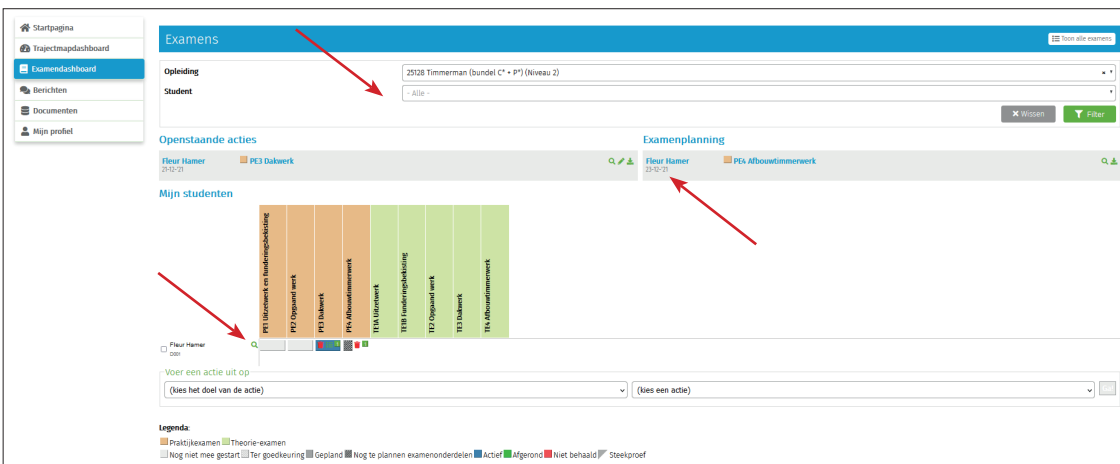 Startpagina
Trajectmapdashboard
Examendashboard
Berichten
Documenten
Mijn profiel
Examens
Toon alle examens
Opleiding
25128 Timmerman (bundel C* + P*) (Niveau 2)
Student
- Alle -
Wissen
Filter
Openstaande acties
Fleur Hamer
PE3 Dakwerk
21-12-'21
Examenplanning
Fleur Hamer
PE4 Afbouwtimmerwerk
23-12-'21
Mijn studenten
PE1 Uitzetwerk en funderingsbekisting
PE2 Opgaand werk
PE3 Dakwerk
PE4 Afbouwtimmerwerk
TE1A Uitzetwerk
TE1B Funderingsbekisting
TE2 Opgaand werk
TE3 Dakwerk
TE4 Afbouwtimmerwerk
Fleur Hamer
Voer een actie uit op
(kies het doel van de actie)
(kies een actie)
Legenda:
Praktijkexamen Theorie-examen
Nog niet mee gestart Ter goedkeuring Gepland Nog te plannen examenonderdelen Actief Afgerond Niet behaald Steekproef